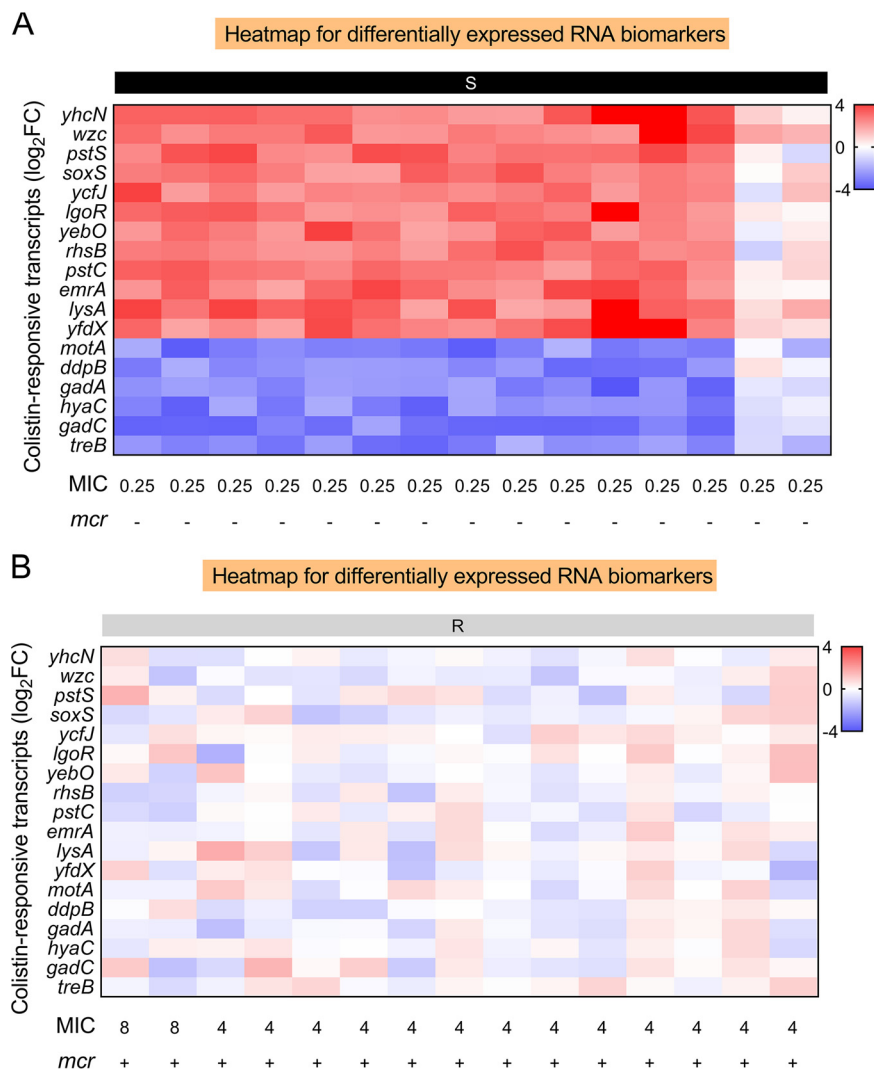 A
Heatmap for differentially expressed RNA biomarkers
S
Colistin-responsive transcripts (log₂FC)
yhcN
wzc
pstS
soxS
ycfJ
lgoR
yebO
rhsB
pstC
emrA
lysA
yfdX
motA
ddpB
gadA
hyaC
gadC
treB
4
0
-4
MIC 0.25 0.25 0.25 0.25 0.25 0.25 0.25 0.25 0.25 0.25 0.25 0.25 0.25 0.25 0.25
mcr - - - - - - - - - - - - - - -
B
Heatmap for differentially expressed RNA biomarkers
R
Colistin-responsive transcripts (log₂FC)
yhcN
wzc
pstS
soxS
ycfJ
lgoR
yebO
rhsB
pstC
emrA
lysA
yfdX
motA
ddpB
gadA
hyaC
gadC
treB
4
0
-4
MIC 8 8 4 4 4 4 4 4 4 4 4 4 4 4 4
mcr + + + + + + + + + + + + + + +